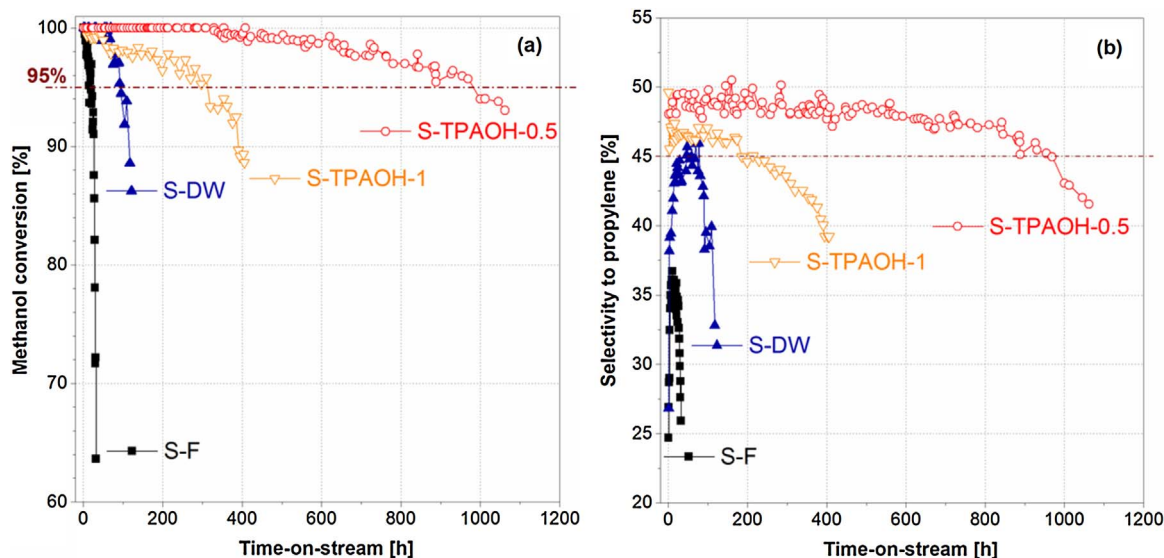 (a)
Methanol conversion [%]
100
95%
90
80
70
60
S-TPAOH-0.5
S-TPAOH-1
S-DW
S-F
0 200 400 600 800 1000 1200
Time-on-stream [h]
(b)
Selectivity to propylene [%]
55
50
45
40
35
30
25
20
S-TPAOH-0.5
S-TPAOH-1
S-DW
S-F
0 200 400 600 800 1000 1200
Time-on-stream [h]